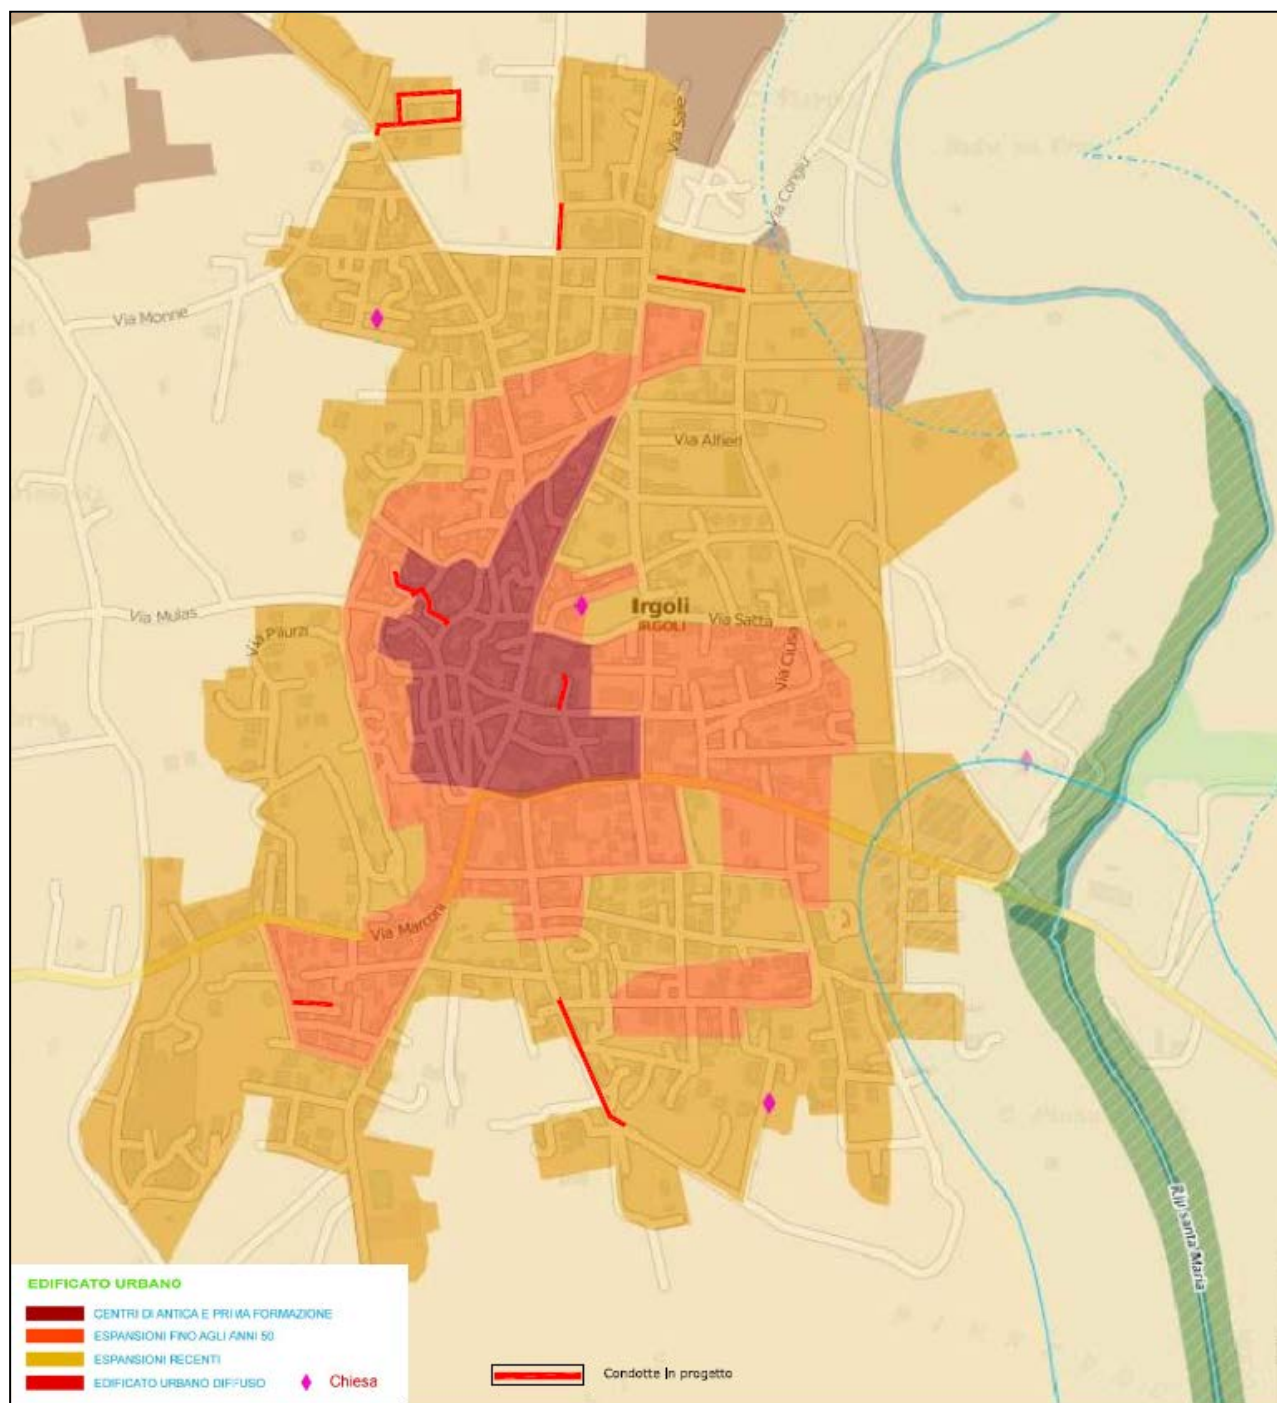 Via Sale
Via Congiu
Via Monne
Via Alfieri
Irgoli
IRGOLI
Via Mulas
Via Satta
Via Pilurzi
Via Ciusa
Via Marconi
Riu santa Maria
EDIFICATO URBANO
CENTRI DI ANTICA E PRIMA FORMAZIONE
ESPANSIONI FINO AGLI ANNI 50
ESPANSIONI RECENTI
EDIFICATO URBANO DIFFUSO
Chiesa
Condotte in progetto